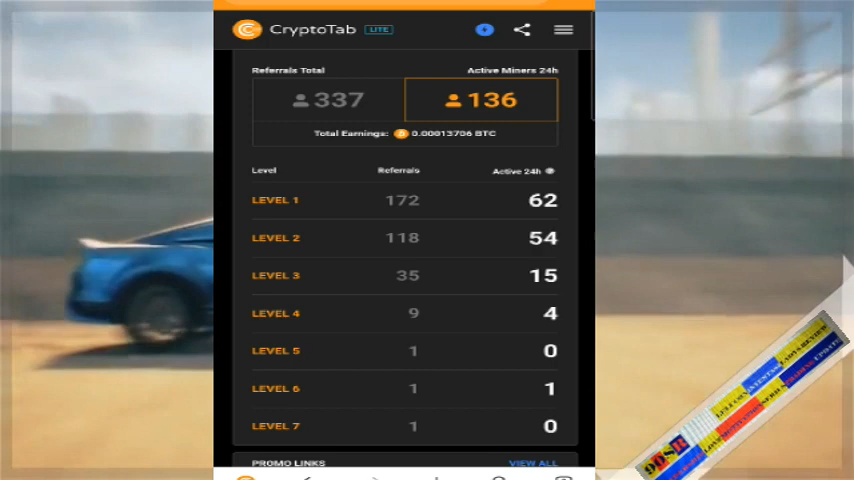 CryptoTab LITE
Referrals Total Active Miners 24h
337 136
Total Earnings: 0.00013706 BTC
Level Referrals Active 24h
LEVEL 1 172 62
LEVEL 2 118 54
LEVEL 3 35 15
LEVEL 4 9 4
LEVEL 5 1 0
LEVEL 6 1 1
LEVEL 7 1 0
PROMO LINKS VIEW ALL
90SR